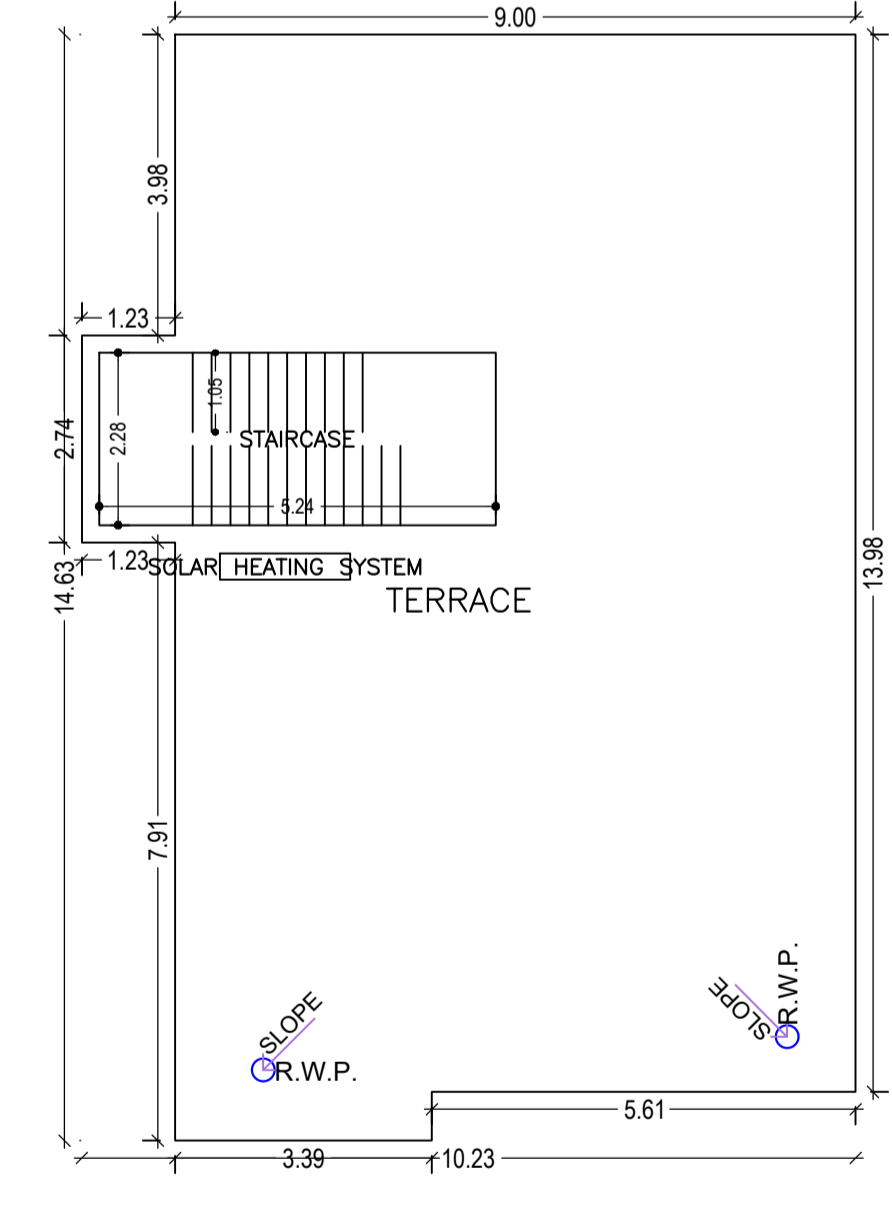 9.00
3.98
1.23
1.05
2.74
2.28
STAIRCASE
5.24
1.23
SOLAR HEATING SYSTEM
14.63
13.98
TERRACE
7.91
SLOPE
R.W.P.
SLOPE
R.W.P.
5.61
3.39
10.23